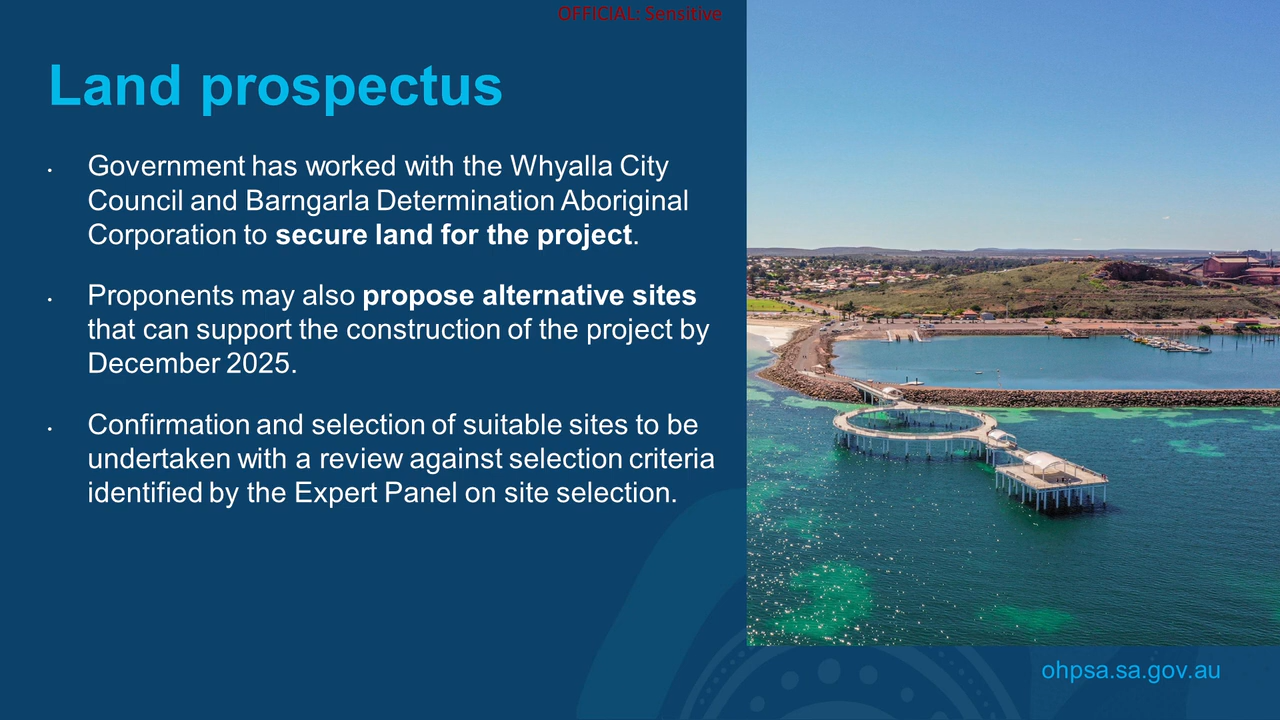 OFFICIAL: Sensitive
Land prospectus
• Government has worked with the Whyalla City
Council and Barngarla Determination Aboriginal
Corporation to secure land for the project.
• Proponents may also propose alternative sites
that can support the construction of the project by
December 2025.
• Confirmation and selection of suitable sites to be
undertaken with a review against selection criteria
identified by the Expert Panel on site selection.
ohpsa.sa.gov.au